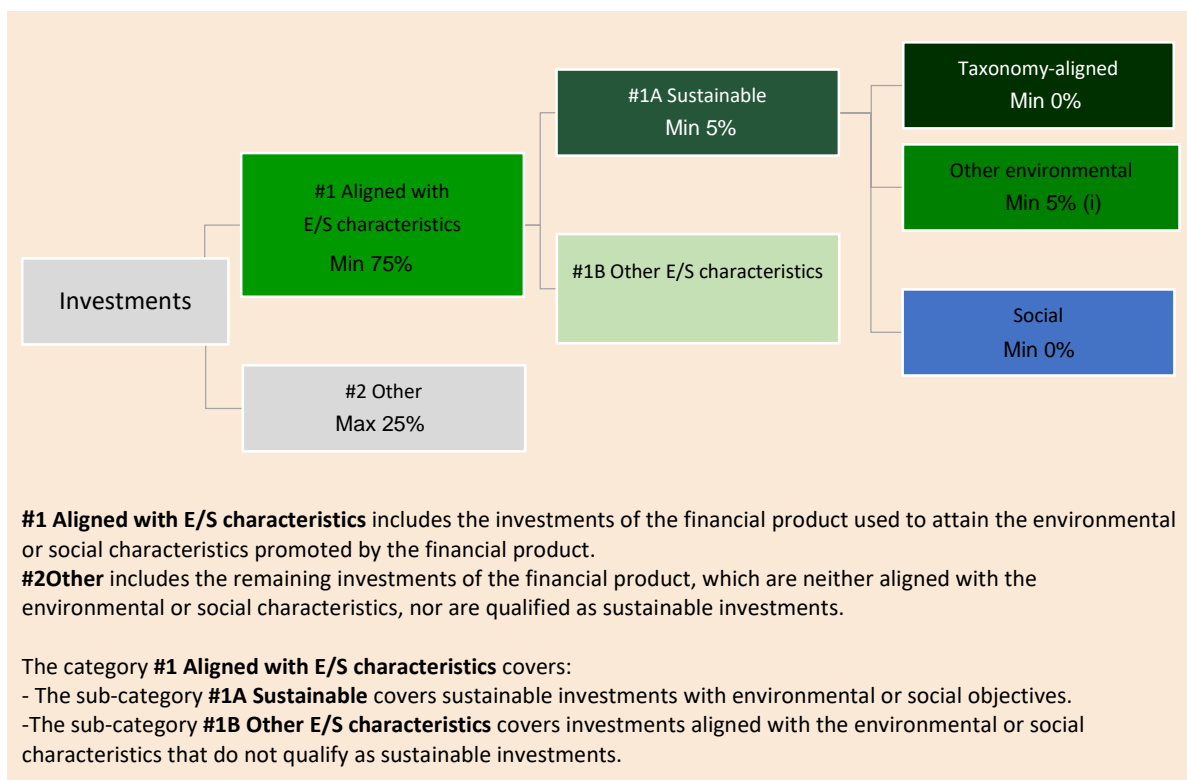 Taxonomy-aligned
Min 0%
#1A Sustainable
Min 5%
Other environmental
Min 5% (i)
#1 Aligned with
E/S characteristics
Min 75%
#1B Other E/S characteristics
Investments
Social
Min 0%
#2 Other
Max 25%
#1 Aligned with E/S characteristics includes the investments of the financial product used to attain the environmental
or social characteristics promoted by the financial product.
#2Other includes the remaining investments of the financial product, which are neither aligned with the
environmental or social characteristics, nor are qualified as sustainable investments.
The category #1 Aligned with E/S characteristics covers:
- The sub-category #1A Sustainable covers sustainable investments with environmental or social objectives.
-The sub-category #1B Other E/S characteristics covers investments aligned with the environmental or social
characteristics that do not qualify as sustainable investments.